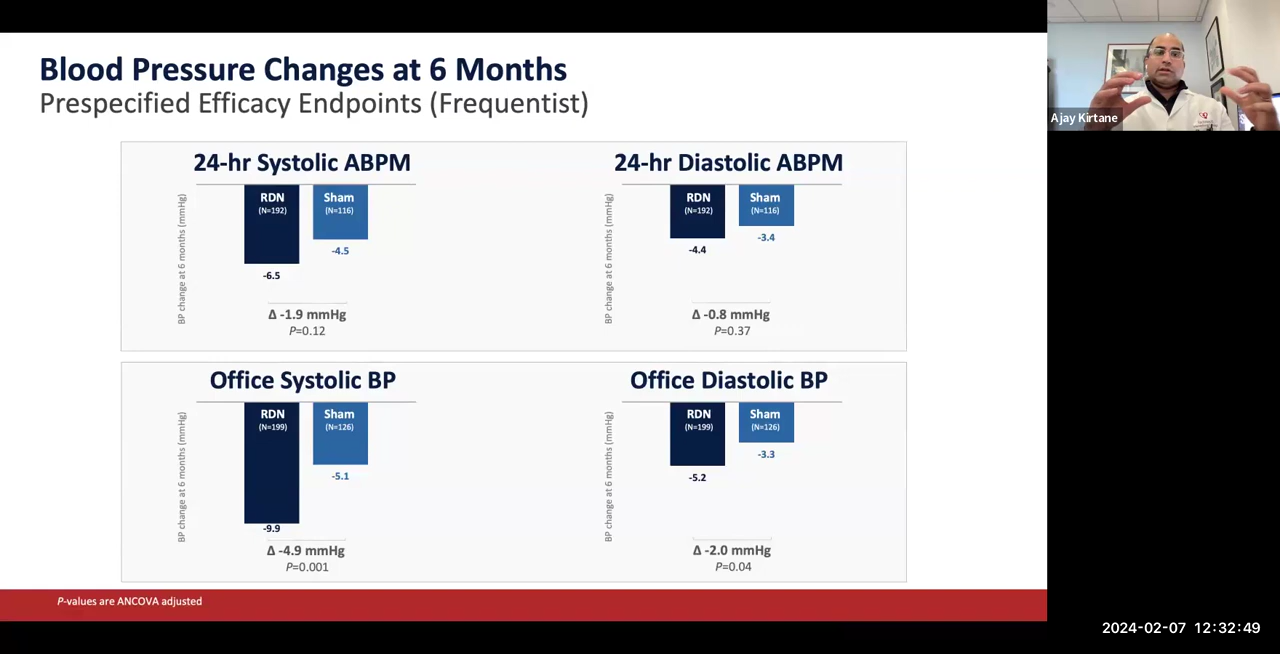 Blood Pressure Changes at 6 Months
Prespecified Efficacy Endpoints (Frequentist)
Ajay Kirtane
24-hr Systolic ABPM
BP change at 6 months (mmHg)
RDN
(N=192)
-6.5
Sham
(N=116)
-4.5
Δ -1.9 mmHg
P=0.12
24-hr Diastolic ABPM
BP change at 6 months (mmHg)
RDN
(N=192)
-4.4
Sham
(N=116)
-3.4
Δ -0.8 mmHg
P=0.37
Office Systolic BP
BP change at 6 months (mmHg)
RDN
(N=199)
-9.9
Sham
(N=126)
-5.1
Δ -4.9 mmHg
P=0.001
Office Diastolic BP
BP change at 6 months (mmHg)
RDN
(N=199)
-5.2
Sham
(N=126)
-3.3
Δ -2.0 mmHg
P=0.04
P-values are ANCOVA adjusted
2024-02-07 12:32:49